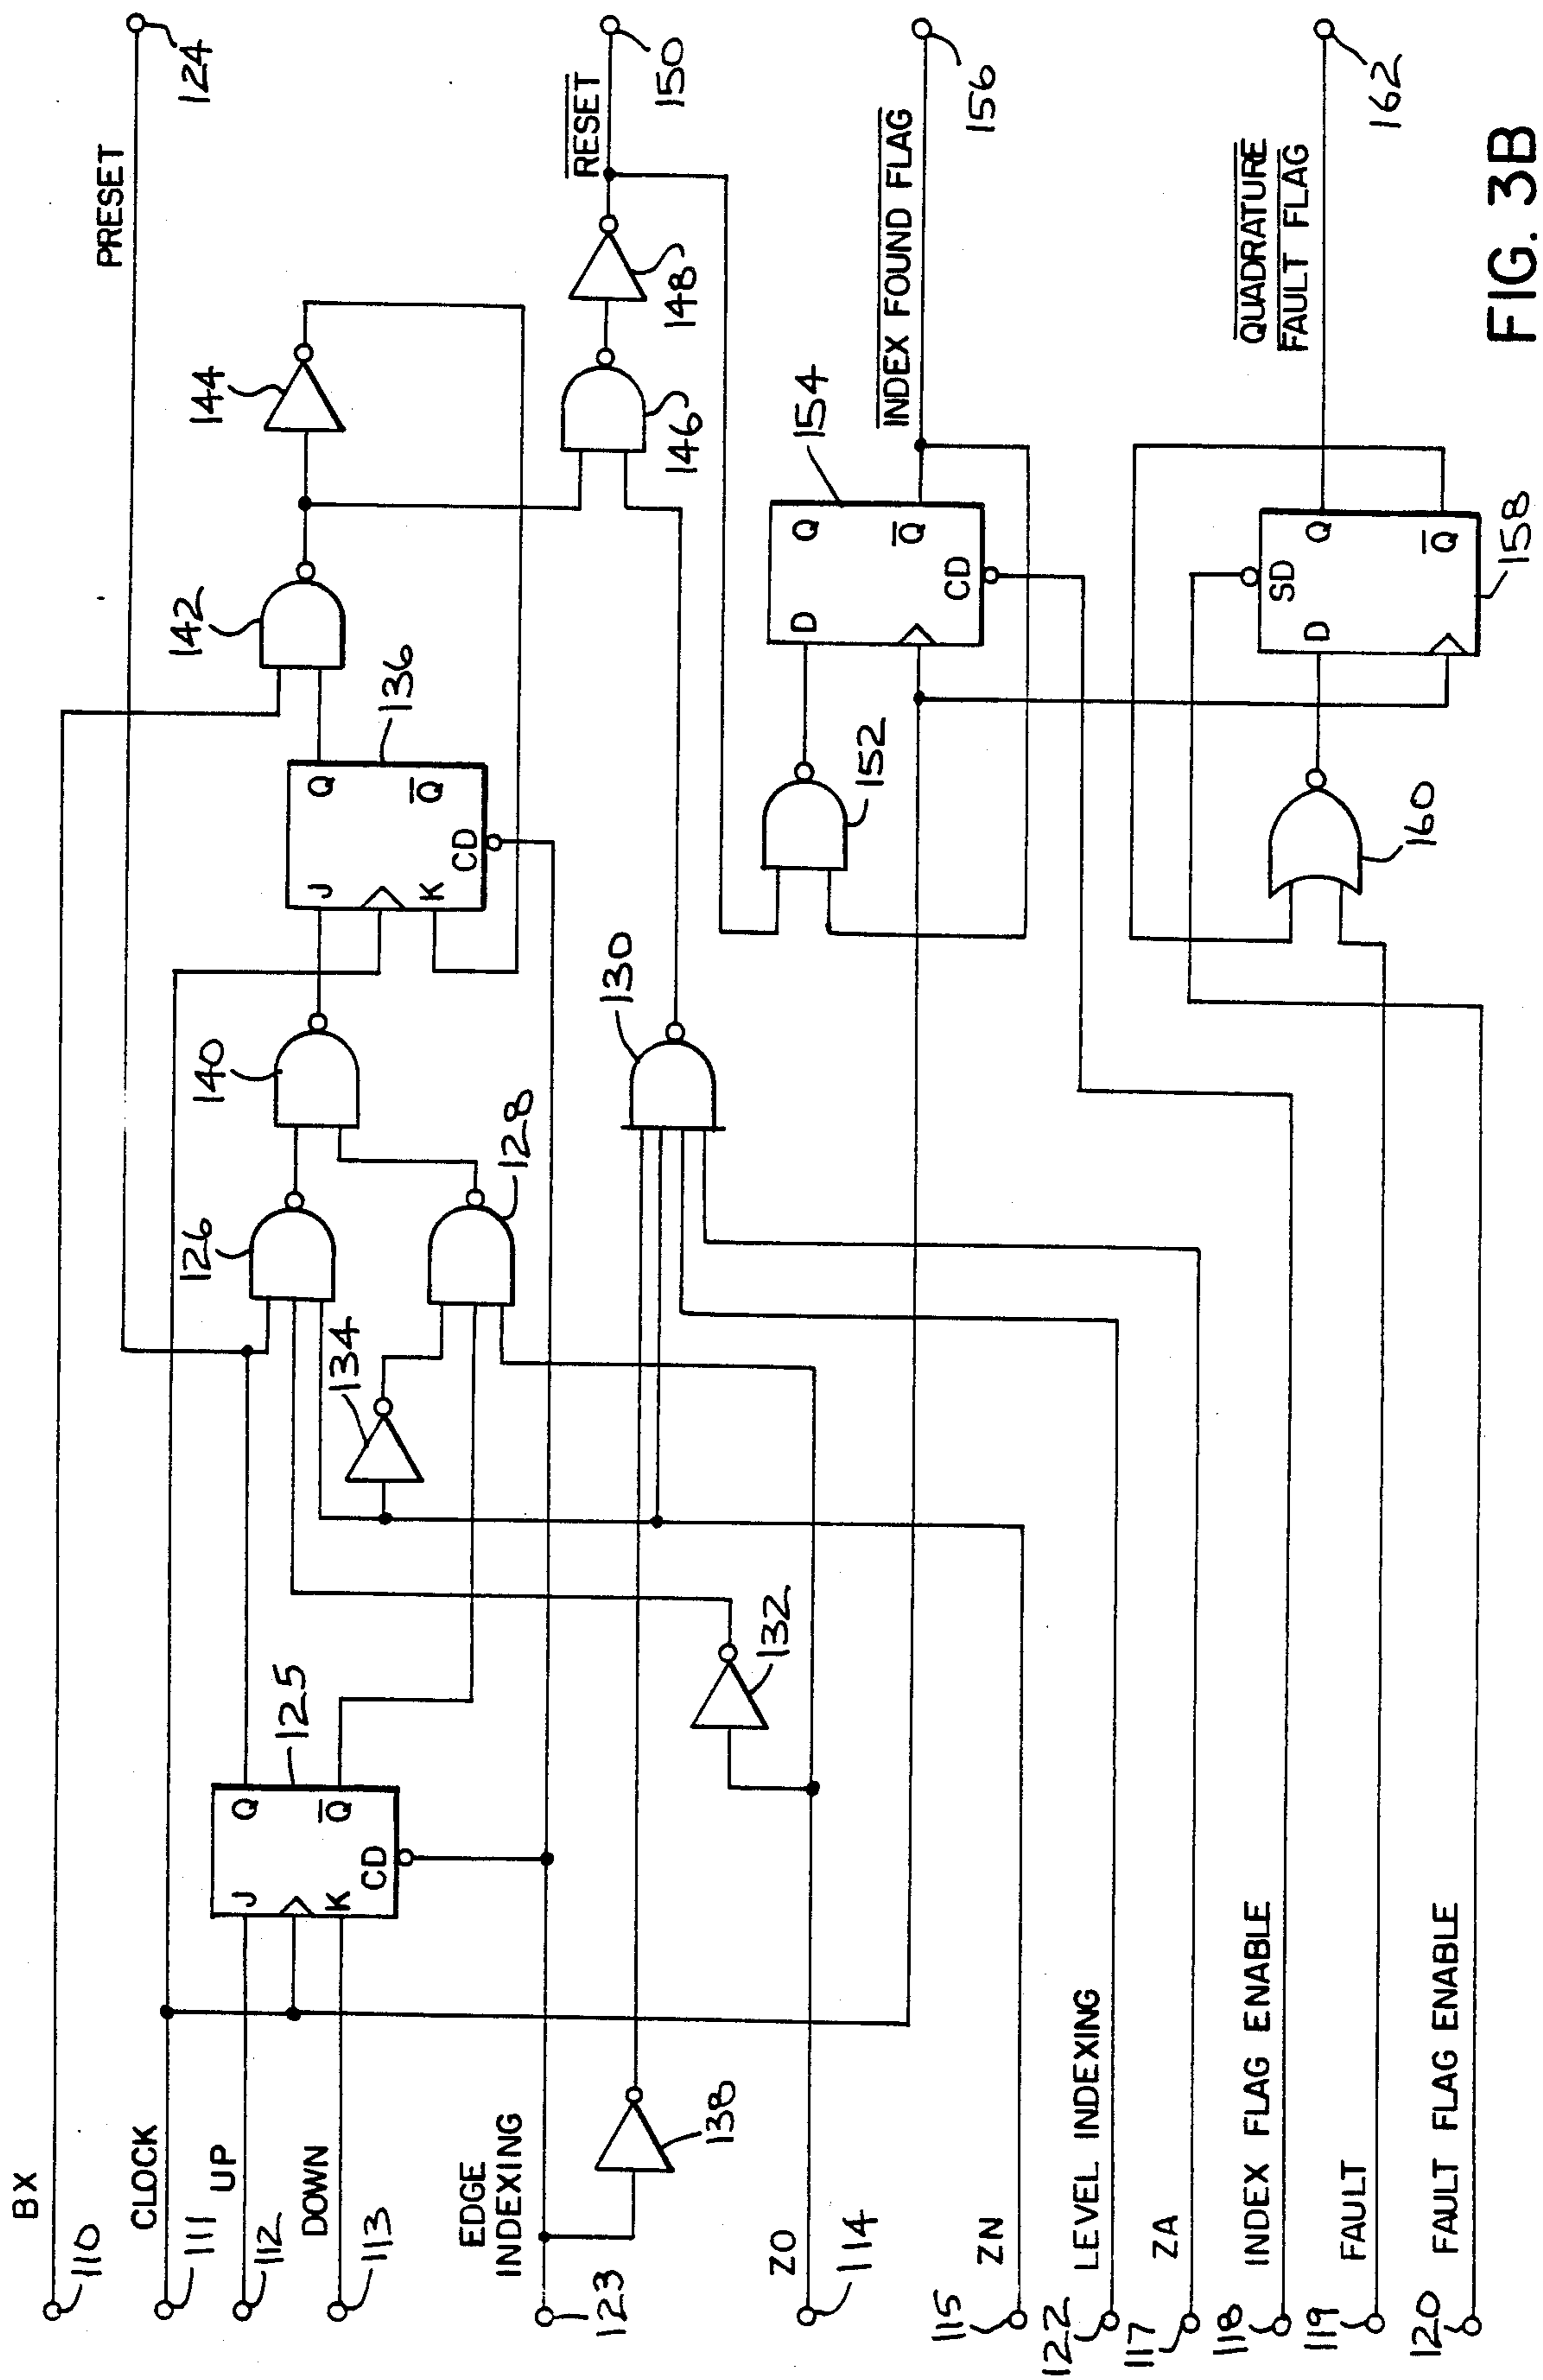 PRESET
124
RESET
150
144
148
146
142
136
J
Q
K
Q
CD
140
126
128
134
125
J
Q
K
Q
CD
130
132
138
INDEX FOUND FLAG
156
154
D
Q
Q
CD
152
QUADRATURE
FAULT FLAG
162
SD
D
Q
Q
158
160
BX
110
CLOCK
111
UP
112
DOWN
113
EDGE
INDEXING
123
ZO
114
ZN
115
LEVEL INDEXING
122
ZA
117
INDEX FLAG ENABLE
118
FAULT
119
FAULT FLAG ENABLE
120
FIG. 3B